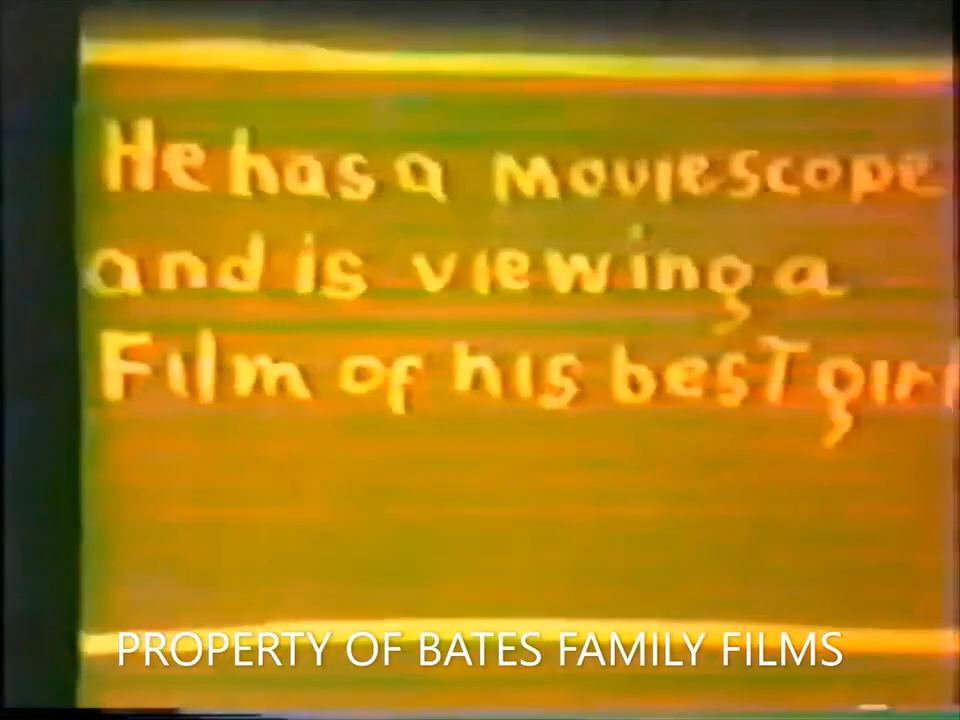 He has a Moviescope
and is viewing a
Film of his besT girl
PROPERTY OF BATES FAMILY FILMS